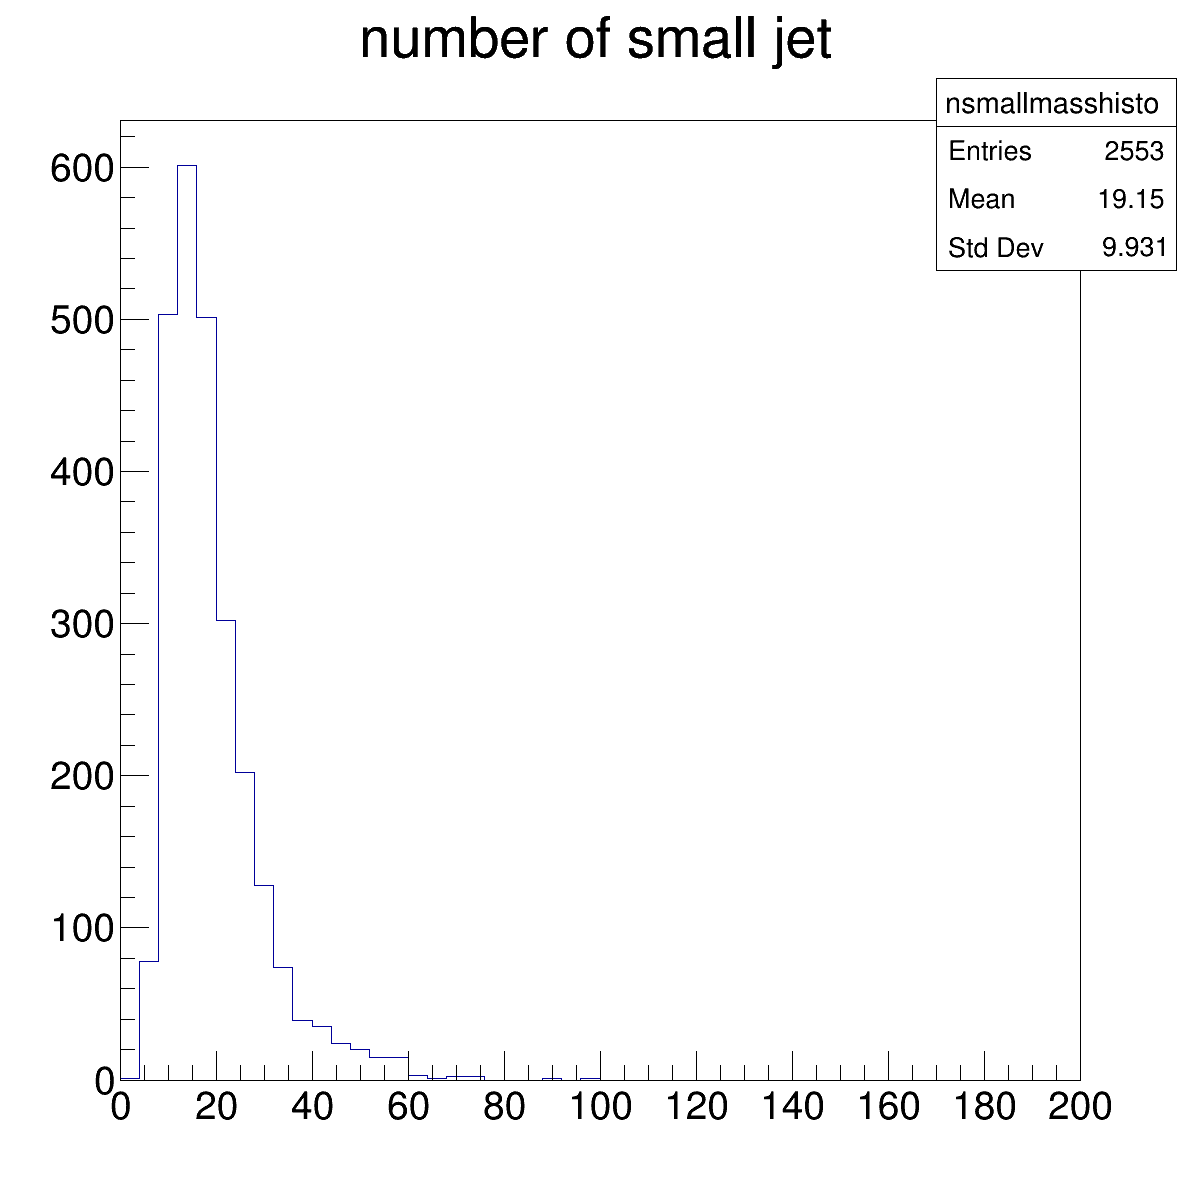 number of small jet
nsmallmasshisto
Entries 2553
Mean 19.15
Std Dev 9.931
600
500
400
300
200
100
0
0 20 40 60 80 100 120 140 160 180 200